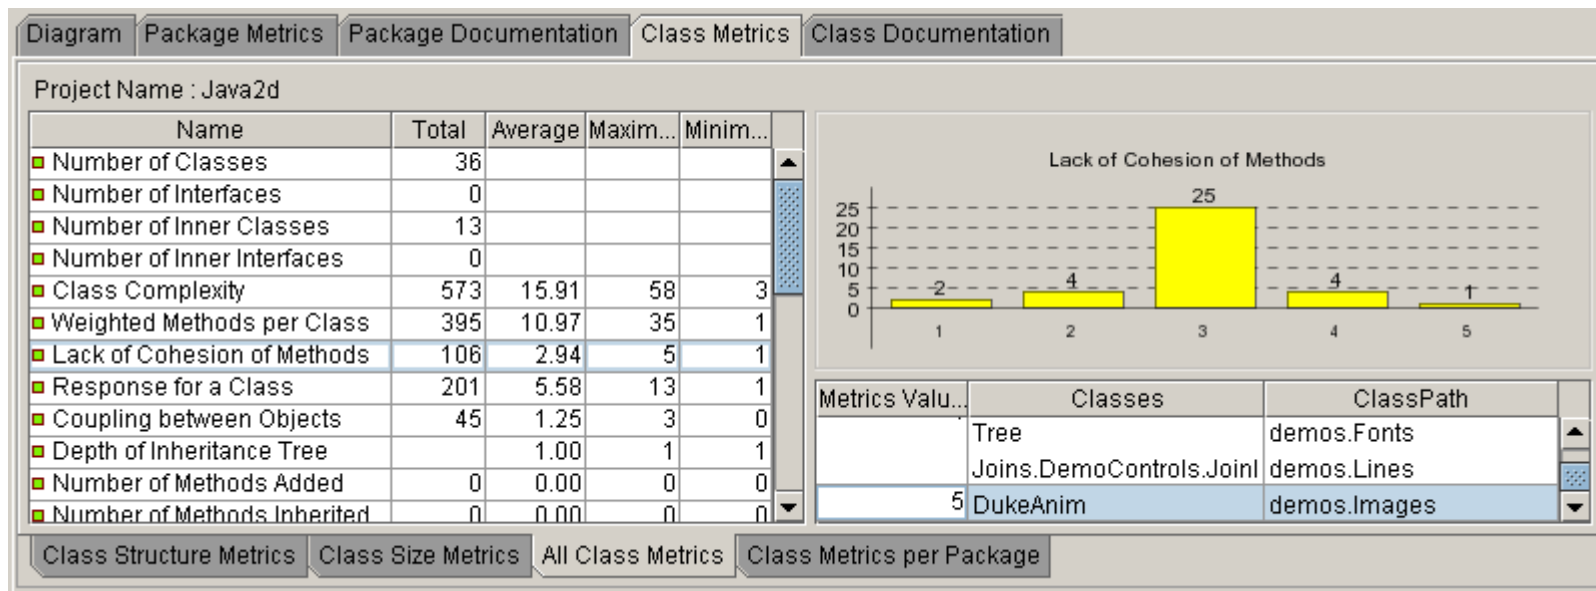 Diagram Package Metrics Package Documentation Class Metrics Class Documentation
Project Name : Java2d
Name Total Average Maxim... Minim...
Number of Classes 36
Number of Interfaces 0
Number of Inner Classes 13
Number of Inner Interfaces 0
Class Complexity 573 15.91 58 3
Weighted Methods per Class 395 10.97 35 1
Lack of Cohesion of Methods 106 2.94 5 1
Response for a Class 201 5.58 13 1
Coupling between Objects 45 1.25 3 0
Depth of Inheritance Tree 1.00 1 1
Number of Methods Added 0 0.00 0 0
Number of Methods Inherited 0 0.00 0 0
Lack of Cohesion of Methods
25
25
20
15
10
5
0
2 4 4 1
1 2 3 4 5
Metrics Valu... Classes ClassPath
Tree demos.Fonts
Joins.DemoControls.JoinI demos.Lines
5 DukeAnim demos.Images
Class Structure Metrics Class Size Metrics All Class Metrics Class Metrics per Package